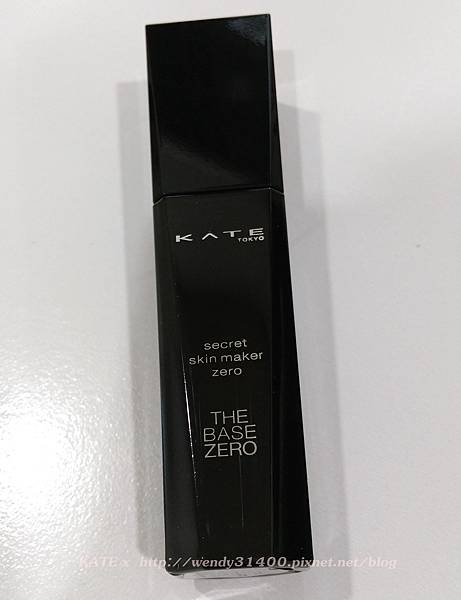 KATE
TOKYO
secret
skin maker
zero
THE
BASE
ZERO
KATE x http://wendy31400.pixnet.net/blog